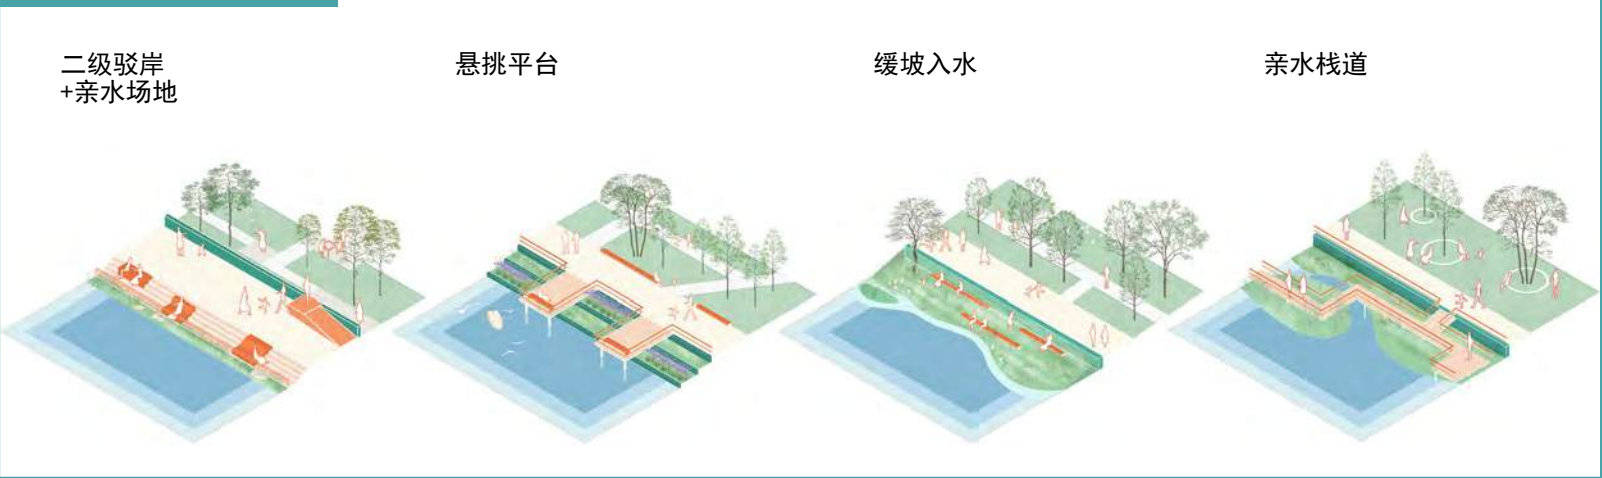 二级驳岸
+亲水场地
悬挑平台
缓坡入水
亲水栈道